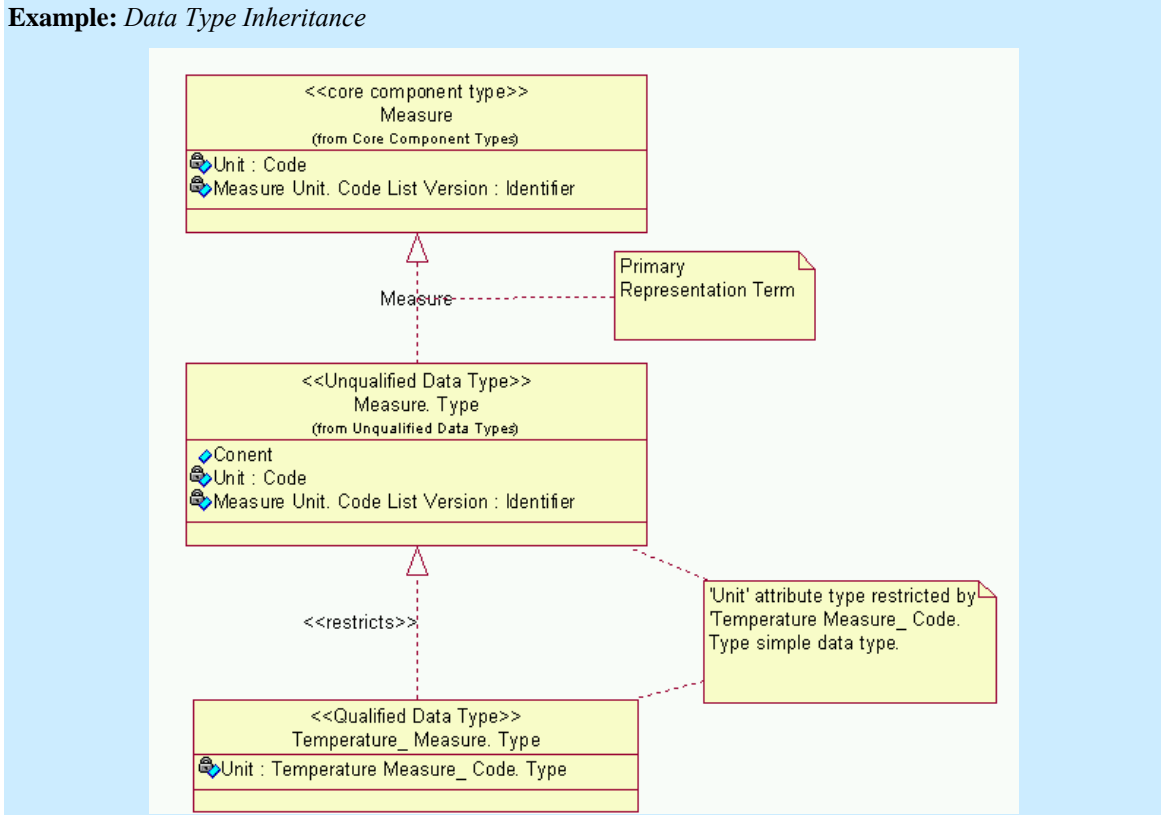 Example: Data Type Inheritance
<<core component type>>
Measure
(from Core Component Types)
Unit : Code
Measure Unit. Code List Version : Identifier
Primary
Representation Term
Measure
<<Unqualified Data Type>>
Measure. Type
(from Unqualified Data Types)
Conent
Unit : Code
Measure Unit. Code List Version : Identifier
'Unit' attribute type restricted by
'Temperature Measure_ Code.
Type simple data type.
<<restricts>>
<<Qualified Data Type>>
Temperature_ Measure. Type
Unit : Temperature Measure_ Code. Type